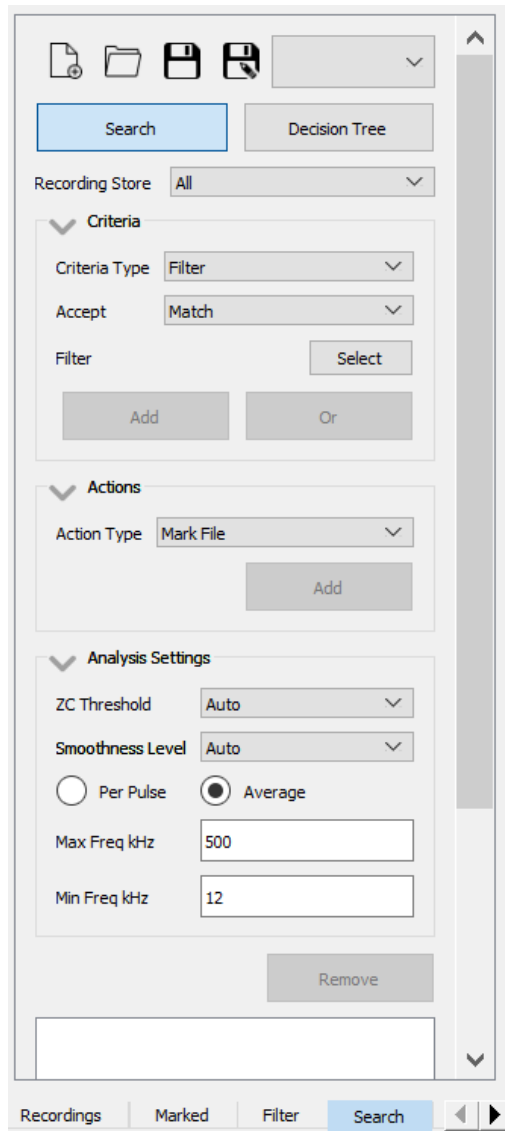 Search Decision Tree
Recording Store All
Criteria
Criteria Type Filter
Accept Match
Filter Select
Add Or
Actions
Action Type Mark File
Add
Analysis Settings
ZC Threshold Auto
Smoothness Level Auto
Per Pulse Average
Max Freq kHz 500
Min Freq kHz 12
Remove
Recordings Marked Filter Search